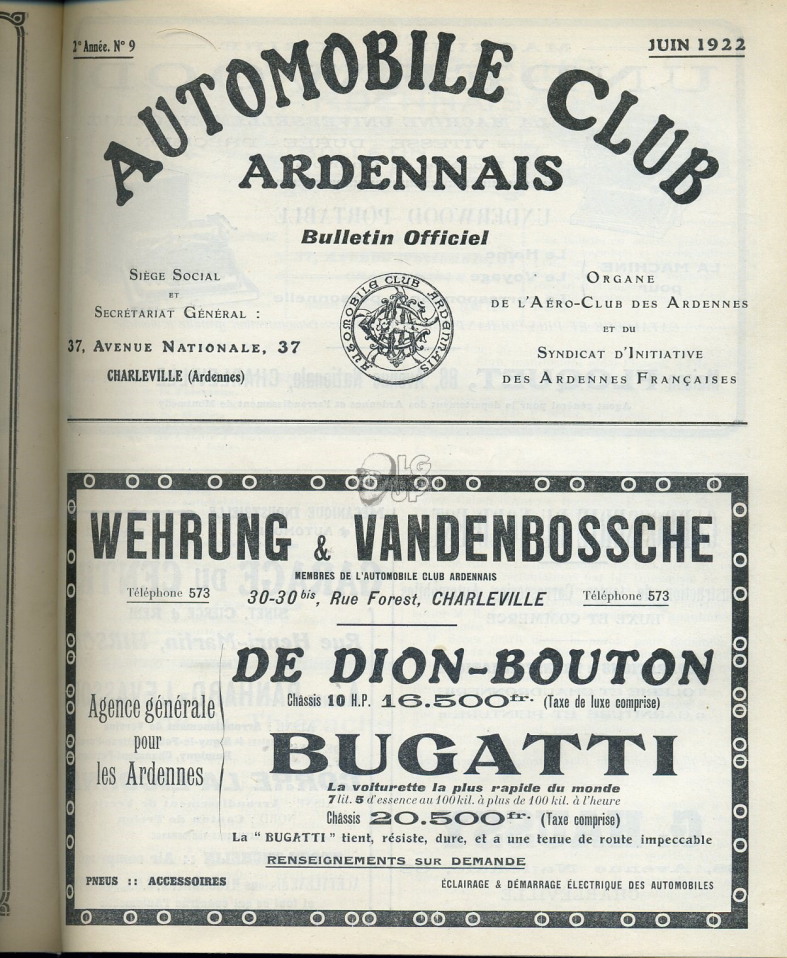 2e Année. N° 9
JUIN 1922
AUTOMOBILE CLUB
ARDENNAIS
Bulletin Officiel
SIÈGE SOCIAL
ET
SECRÉTARIAT GÉNÉRAL :
37, AVENUE NATIONALE, 37
CHARLEVILLE (Ardennes)
AUTOMOBILE CLUB ARDENNAIS
ORGANE
DE L'AÉRO-CLUB DES ARDENNES
ET DU
SYNDICAT D'INITIATIVE
DES ARDENNES FRANÇAISES
LG
UP
WEHRUNG & VANDENBOSSCHE
MEMBRES DE L'AUTOMOBILE CLUB ARDENNAIS
Téléphone 573
30-30 bis, Rue Forest, CHARLEVILLE
Téléphone 573
DE DION-BOUTON
Châssis 10 H.P. 16.500fr. (Taxe de luxe comprise)
Agence générale
pour
les Ardennes
BUGATTI
La voiturette la plus rapide du monde
7 lit. 5 d'essence au 100 kil. à plus de 100 kil. à l'heure
Châssis 20.500fr. (Taxe comprise)
La "BUGATTI" tient, résiste, dure, et a une tenue de route impeccable
RENSEIGNEMENTS SUR DEMANDE
PNEUS :: ACCESSOIRES
ÉCLAIRAGE & DÉMARRAGE ÉLECTRIQUE DES AUTOMOBILES